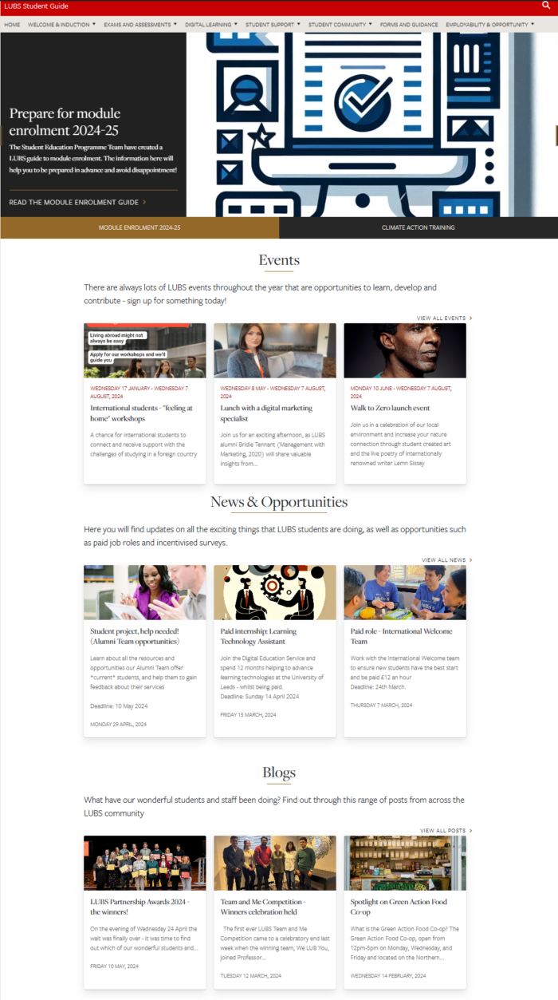 LUBS Student Guide
HOME WELCOME & INDUCTION EXAMS AND ASSESSMENTS DIGITAL LEARNING STUDENT SUPPORT STUDENT COMMUNITY FORMS AND GUIDANCE EMPLOYABILITY & OPPORTUNITY
Prepare for module
enrolment 2024-25
The Student Education Programme Team have created a
LUBS guide to module enrolment. The information here will
help you to be prepared in advance and avoid disappointment!
READ THE MODULE ENROLMENT GUIDE
MODULE ENROLMENT 2024-25
CLIMATE ACTION TRAINING
Events
There are always lots of LUBS events throughout the year that are opportunities to learn, develop and
contribute - sign up for something today!
VIEW ALL EVENTS
Living abroad might not
always be easy
Apply for our workshops and we'll
guide you
WEDNESDAY 17 JANUARY - WEDNESDAY 7
AUGUST, 2024
International students - "feeling at
home" workshops
A chance for international students to
connect and receive support with the
challenges of studying in a foreign country
WEDNESDAY 8 MAY - WEDNESDAY 7 AUGUST,
2024
Lunch with a digital marketing
specialist
Join us for an exciting afternoon, as LUBS
alumni Bridie Tennant (Management with
Marketing, 2020) will share valuable
insights from...
MONDAY 10 JUNE - WEDNESDAY 7 AUGUST,
2024
Walk to Zero launch event
Join us in a celebration of our local
environment and increase your nature
connection through student created art
and the live poetry of internationally
renowned writer Lemn Sissay
News & Opportunities
Here you will find updates on all the exciting things that LUBS students are doing, as well as opportunities such
as paid job roles and incentivised surveys.
VIEW ALL NEWS
Student project, help needed!
(Alumni Team opportunities)
Learn about all the resources and
opportunities our Alumni Team offer
*current* students, and help them to gain
feedback about their services
Deadline: 10 May 2024
MONDAY 29 APRIL, 2024
Paid internship: Learning
Technology Assistant
Join the Digital Education Service and
spend 12 months helping to advance
learning technologies at the University of
Leeds - whilst being paid.
Deadline: Sunday 14 April 2024
FRIDAY 15 MARCH, 2024
Paid role - International Welcome
Team
Work with the International Welcome team
to ensure new students have the best start
and be paid £12 an hour
Deadline: 24th March.
THURSDAY 7 MARCH, 2024
Blogs
What have our wonderful students and staff been doing? Find out through this range of posts from across the
LUBS community
VIEW ALL POSTS
LUBS Partnership Awards 2024 -
the winners!
On the evening of Wednesday 24 April the
wait was finally over - it was time to find
out which of our wonderful students and...
FRIDAY 10 MAY, 2024
Team and Me Competition -
Winners celebration held
The first ever LUBS Team and Me
Competition came to a celebratory end last
week when the winning team, We LUB You,
joined Professor...
TUESDAY 12 MARCH, 2024
Spotlight on Green Action Food
Co-op
What is the Green Action Food Co-op? The
Green Action Food Co-op, open from
12pm-5pm on Monday, Wednesday, and
Friday and located on the Northern...
WEDNESDAY 14 FEBRUARY, 2024